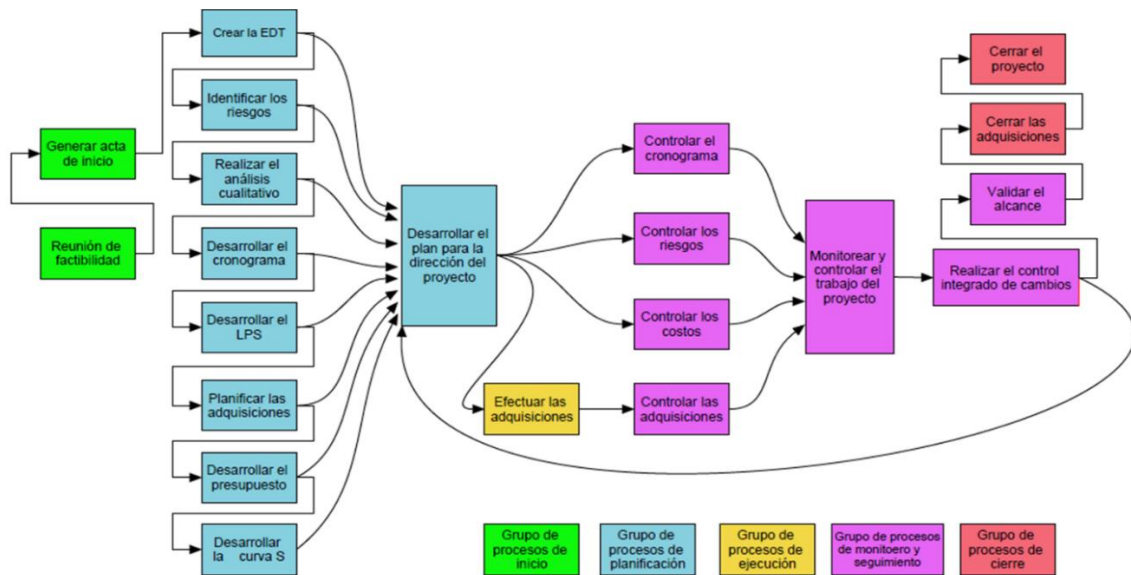 Crear la EDT
Identificar los
riesgos
Generar acta
de inicio
Realizar el
análisis
cualitativo
Reunión de
factibilidad
Desarrollar el
cronograma
Desarrollar el
LPS
Planificar las
adquisiciones
Desarrollar el
presupuesto
Desarrollar
la curva S
Desarrollar el
plan para la
dirección del
proyecto
Efectuar las
adquisiciones
Controlar el
cronograma
Controlar los
riesgos
Controlar los
costos
Controlar las
adquisiciones
Monitorear y
controlar el
trabajo del
proyecto
Cerrar el
proyecto
Cerrar las
adquisiciones
Validar el
alcance
Realizar el control
integrado de cambios
Grupo de
procesos de
inicio
Grupo de
procesos de
planificación
Grupo de
procesos de
ejecución
Grupo de procesos
de monitoero y
seguimiento
Grupo de
procesos de
cierre